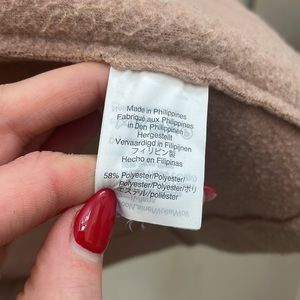 Made in Philippines
Fabriqué aux Philippines
in Den Philippinen
Hergestellt
Vervaardigd in Filipijnen
フィリピン製
Hecho en Filipinas
58% Polyester/Polyester/
polyester/Polyester/ポリ
エステル/poliéster